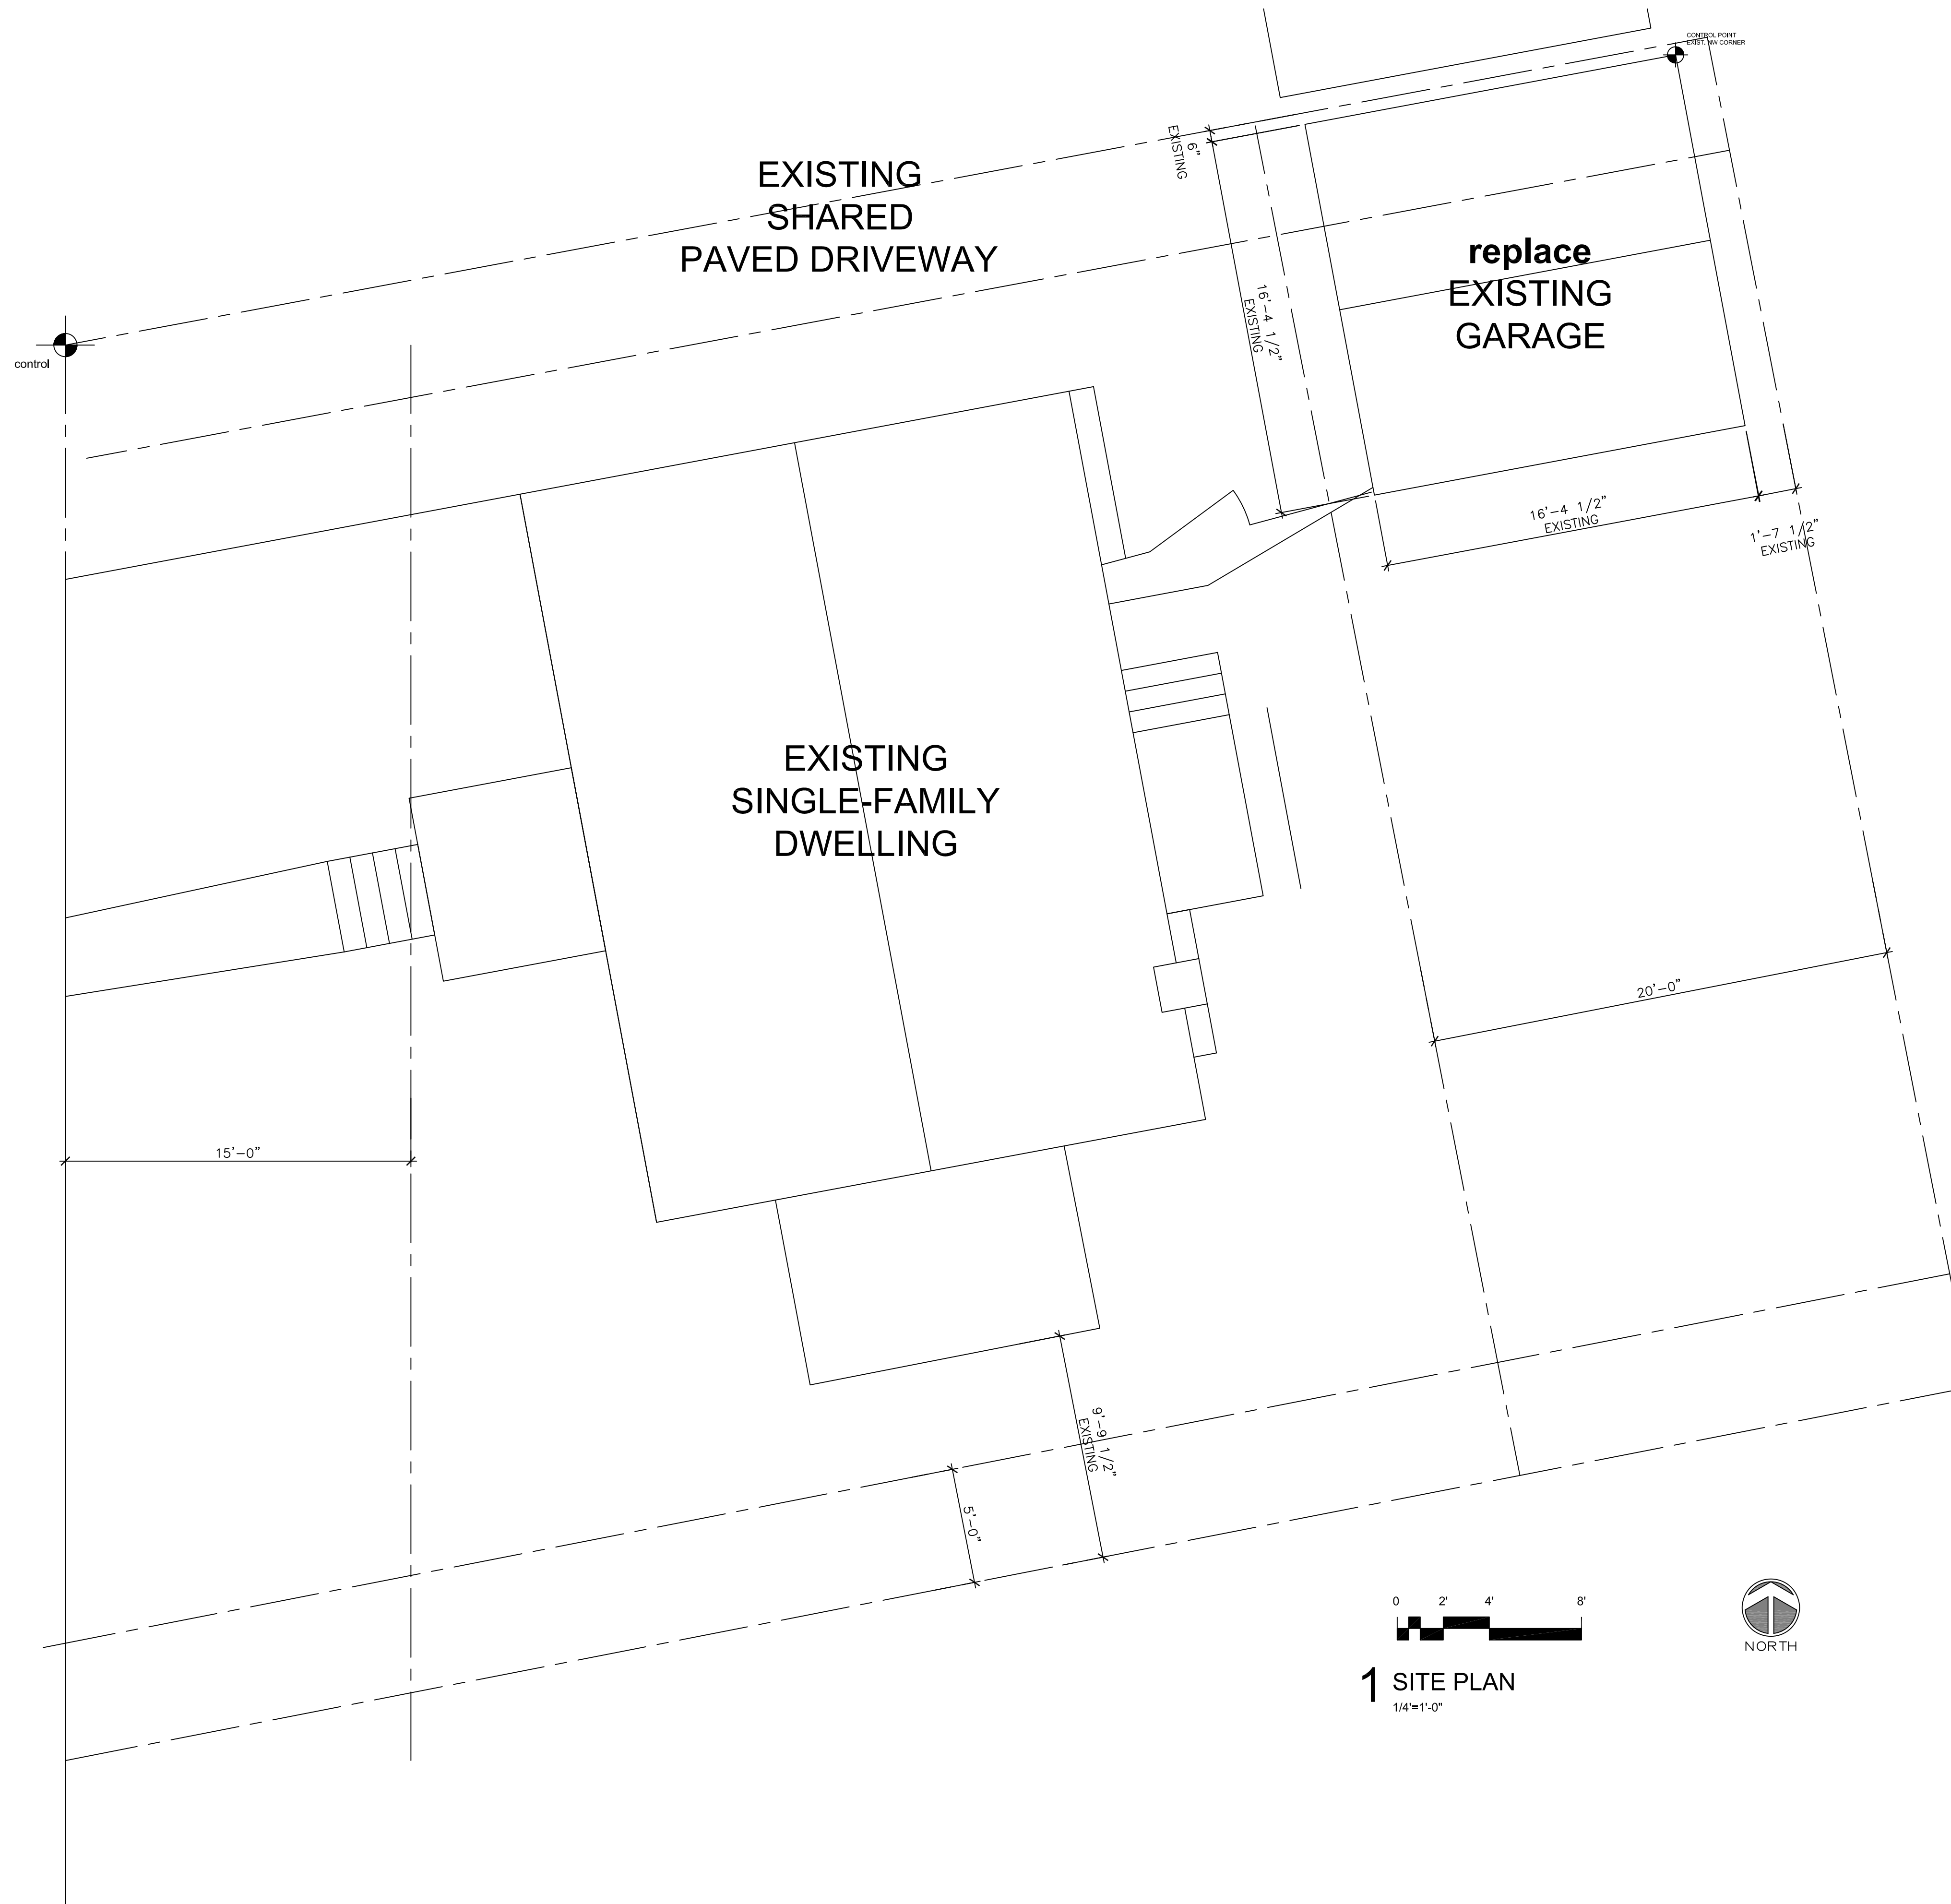 CONTROL POINT
EXIST. NW CORNER
6"
EXISTING
EXISTING
SHARED
PAVED DRIVEWAY
replace
EXISTING
GARAGE
16'-4 1/2"
EXISTING
control
16'-4 1/2"
EXISTING
1'-7 1/2"
EXISTING
EXISTING
SINGLE-FAMILY
DWELLING
20'-0"
15'-0"
9'-9 1/2"
EXISTING
5'-0"
0 2' 4' 8'
NORTH
1 SITE PLAN
1/4'=1'-0"